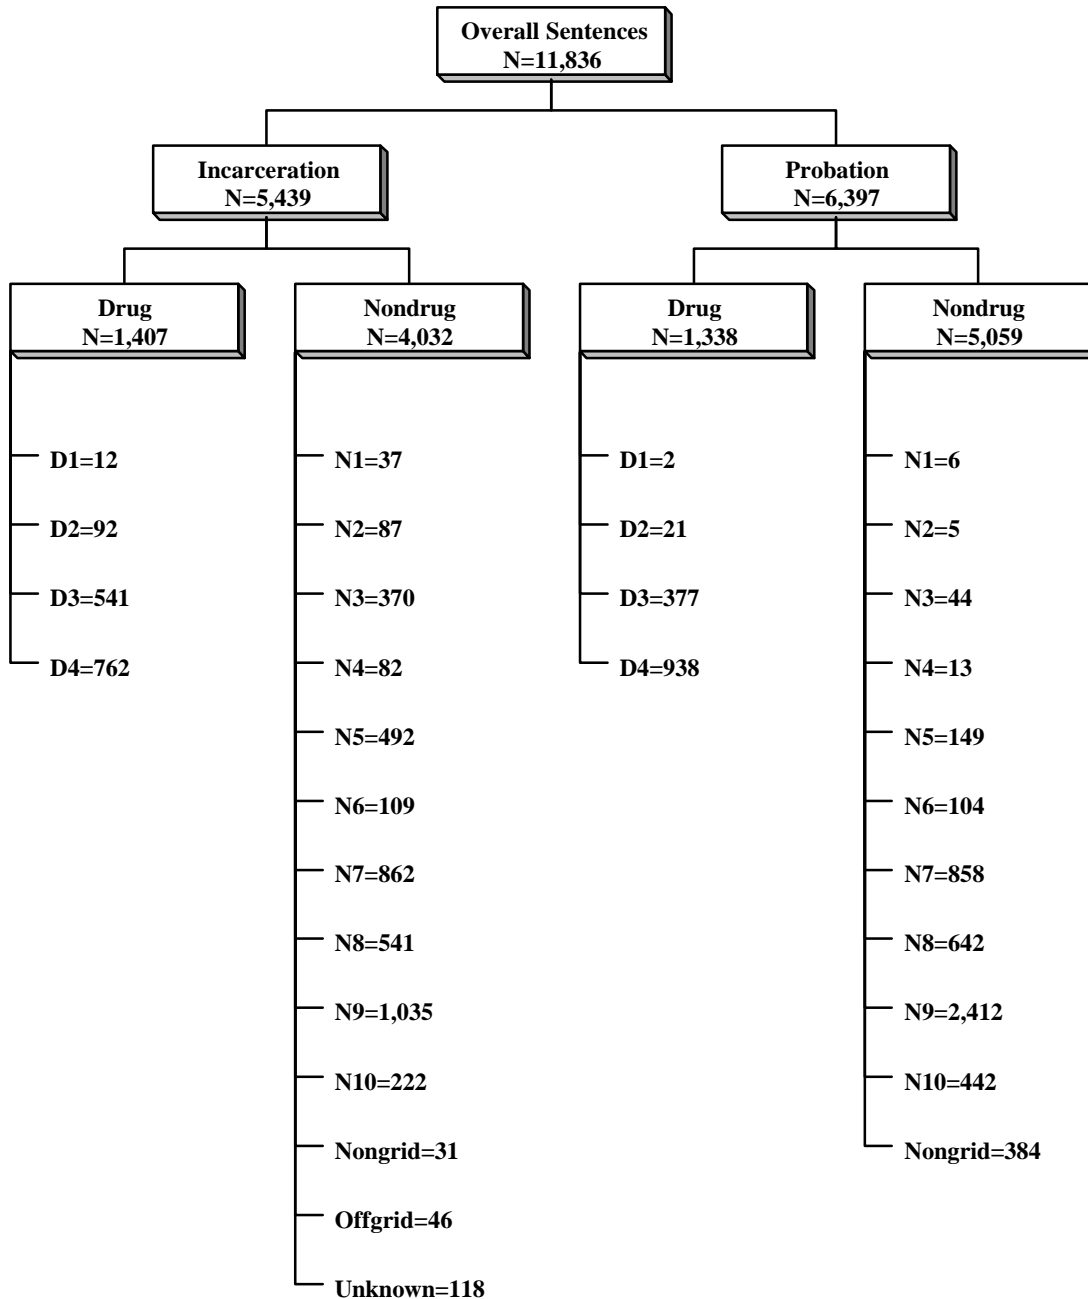 Overall Sentences
N=11,836
Incarceration
N=5,439
Probation
N=6,397
Drug
N=1,407
Nondrug
N=4,032
Drug
N=1,338
Nondrug
N=5,059
D1=12
D2=92
D3=541
D4=762
N1=37
N2=87
N3=370
N4=82
N5=492
N6=109
N7=862
N8=541
N9=1,035
N10=222
Nongrid=31
Offgrid=46
Unknown=118
D1=2
D2=21
D3=377
D4=938
N1=6
N2=5
N3=44
N4=13
N5=149
N6=104
N7=858
N8=642
N9=2,412
N10=442
Nongrid=384